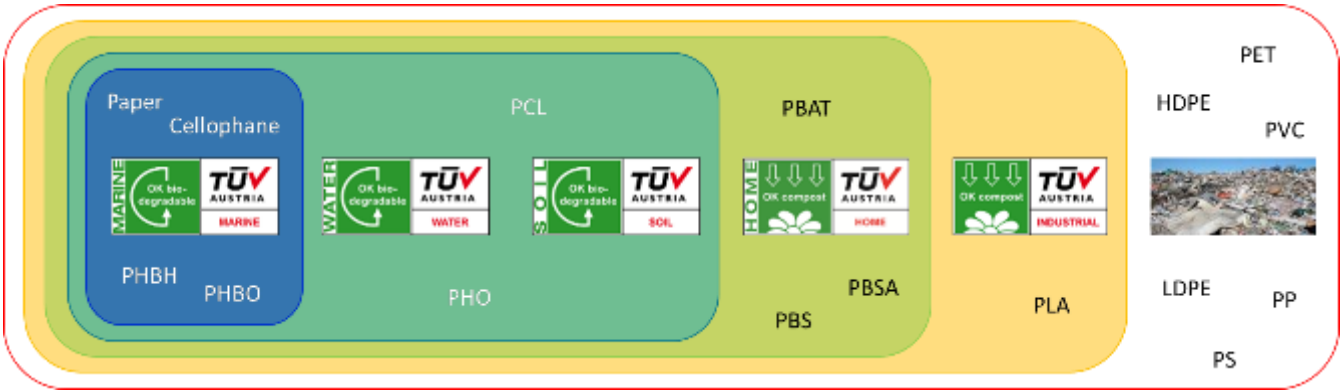 PET
Paper
PCL
PBAT
HDPE
Cellophane
PVC
MARINE
OK bio-
degradable
TÜV
AUSTRIA
MARINE
WATER
OK bio-
degradable
TÜV
AUSTRIA
WATER
SOIL
OK bio-
degradable
TÜV
AUSTRIA
SOIL
HOME
OK compost
TÜV
AUSTRIA
HOME
OK compost
TÜV
AUSTRIA
INDUSTRIAL
PHBH
PHBO
PHO
PBSA
PBS
PLA
LDPE
PP
PS